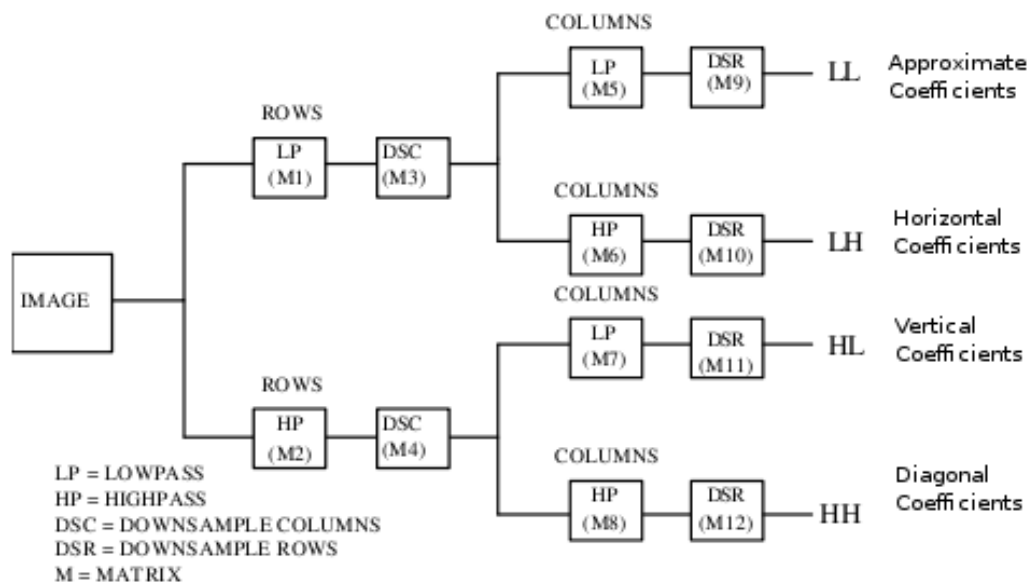 COLUMNS
LP
(M5)
DSR
(M9)
LL
Approximate
Coefficients
ROWS
LP
(M1)
DSC
(M3)
COLUMNS
HP
(M6)
DSR
(M10)
LH
Horizontal
Coefficients
IMAGE
COLUMNS
LP
(M7)
DSR
(M11)
HL
Vertical
Coefficients
ROWS
HP
(M2)
DSC
(M4)
COLUMNS
HP
(M8)
DSR
(M12)
HH
Diagonal
Coefficients
LP = LOWPASS
HP = HIGHPASS
DSC = DOWNSAMPLE COLUMNS
DSR = DOWNSAMPLE ROWS
M = MATRIX